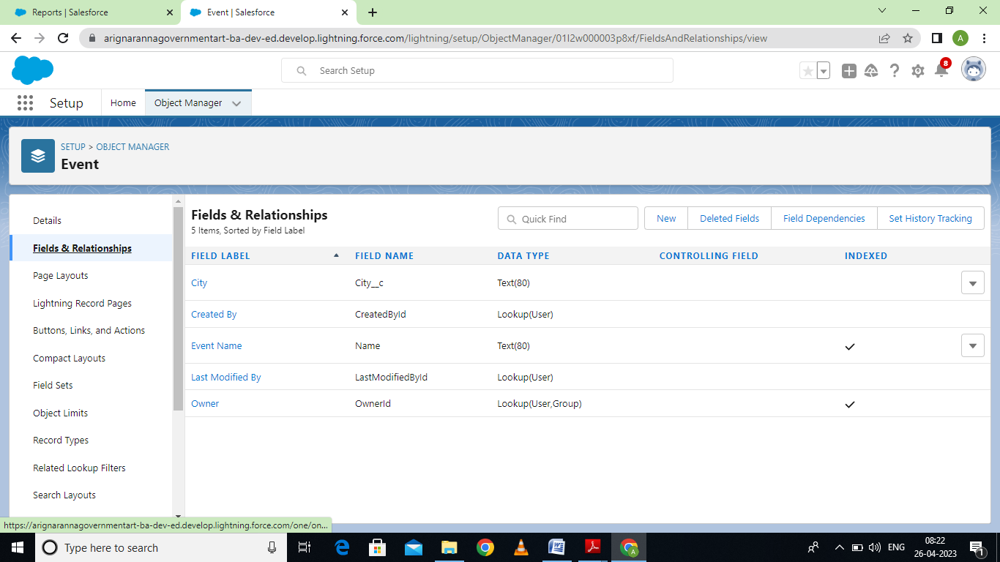 Reports | Salesforce
Event | Salesforce
arignarannagovernmentart-ba-dev-ed.develop.lightning.force.com/lightning/setup/ObjectManager/01I2w000003p8xf/FieldsAndRelationships/view
A
Search Setup
8
Setup
Home
Object Manager
SETUP > OBJECT MANAGER
Event
Details
Fields & Relationships
Page Layouts
Lightning Record Pages
Buttons, Links, and Actions
Compact Layouts
Field Sets
Object Limits
Record Types
Related Lookup Filters
Search Layouts
Fields & Relationships
5 Items, Sorted by Field Label
Quick Find
New
Deleted Fields
Field Dependencies
Set History Tracking
FIELD LABEL FIELD NAME DATA TYPE CONTROLLING FIELD INDEXED
City City__c Text(80)
Created By CreatedById Lookup(User)
Event Name Name Text(80)
Last Modified By LastModifiedById Lookup(User)
Owner OwnerId Lookup(User,Group)
https://arignarannagovernmentart-ba-dev-ed.develop.lightning.force.com/one/on...
Type here to search
ENG
08:22
26-04-2023
1